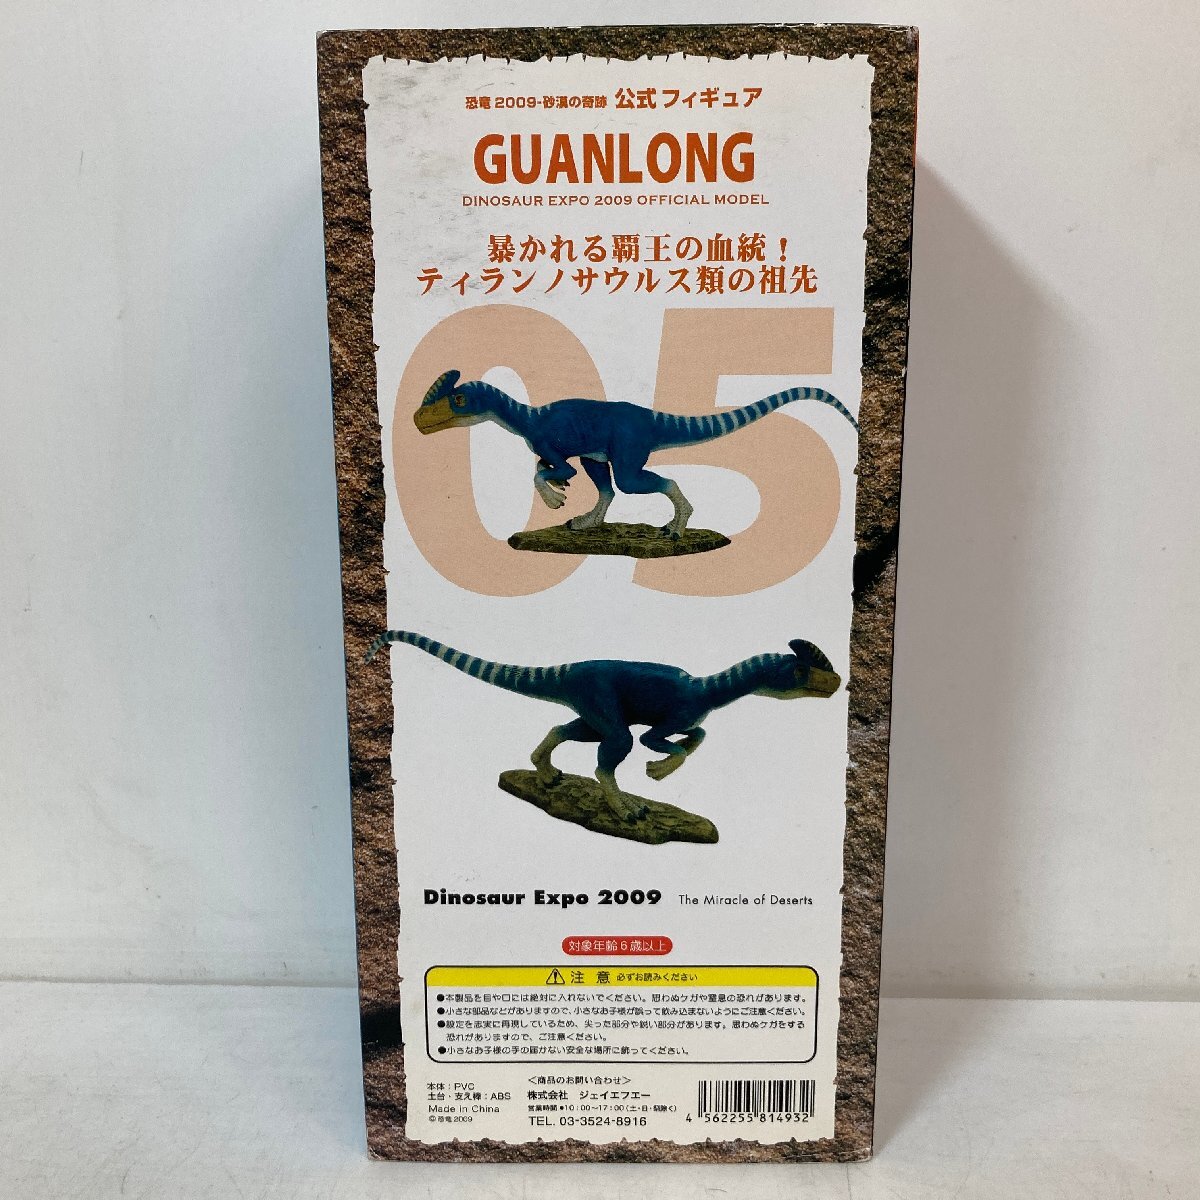 恐竜2009-砂漠の奇跡 公式フィギュア
GUANLONG
DINOSAUR EXPO 2009 OFFICIAL MODEL
暴かれる覇王の血統！
ティランノサウルス類の祖先
05
Dinosaur Expo 2009 The Miracle of Deserts
対象年齢6歳以上
注意 必ずお読みください
●本製品を目や口には絶対に入れないでください。思わぬケガや窒息の恐れがあります。
●小さな部品などがありますので、小さなお子様が誤って飲み込まないようにご注意ください。
●設定を忠実に再現しているため、尖った部分や鋭い部分があります。思わぬケガをする
恐れがありますので、ご注意ください。
●小さなお子様の手の届かない安全な場所に飾ってください。
本体：PVC
土台・支え棒：ABS
Made in China
©恐竜2009
＜商品のお問い合わせ＞
株式会社 ジェイエフエー
営業時間●10：00〜17：00（土・日・祭除く）
TEL. 03-3524-8916
4 562255 814932